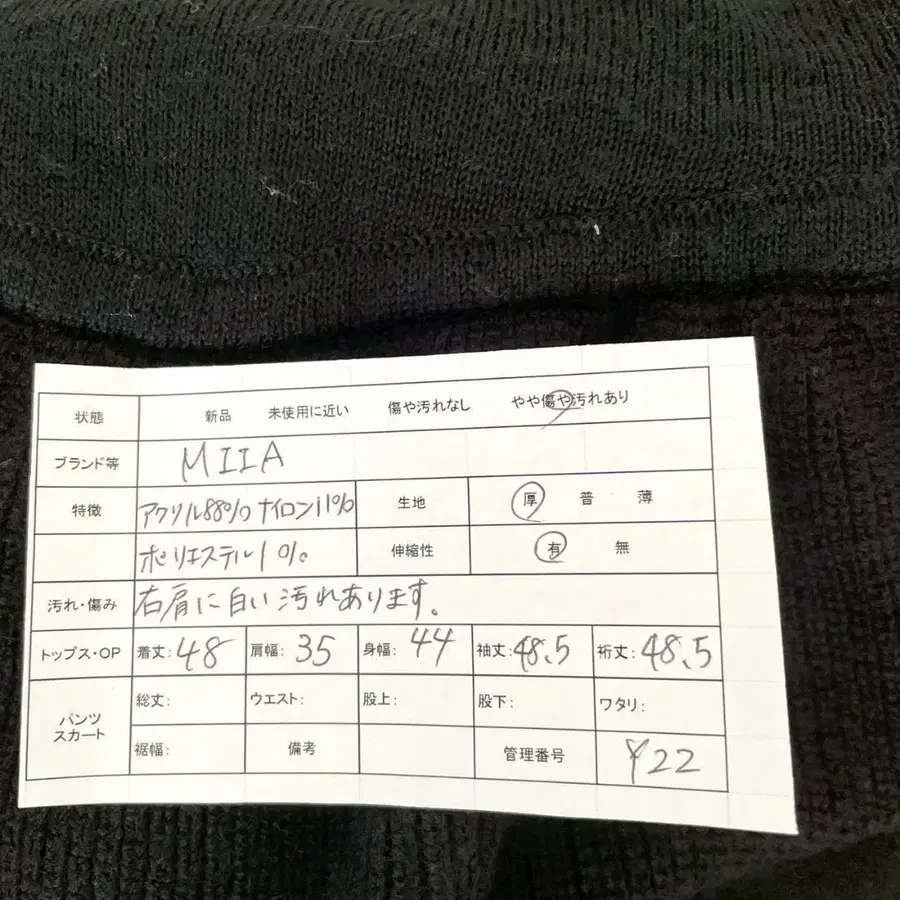 状態 新品 未使用に近い 傷や汚れなし やや傷や汚れあり
ブランド等 MIIA
特徴 アクリル88% ナイロン11% 生地 厚 普 薄
ポリエステル1% 伸縮性 有 無
汚れ・傷み 右肩に白い汚れあります。
トップス・OP 着丈:48 肩幅:35 身幅:44 袖丈:48.5 裄丈:48.5
パンツ スカート 総丈: ウエスト: 股上: 股下: ワタリ:
裾幅: 備考 管理番号 Y22